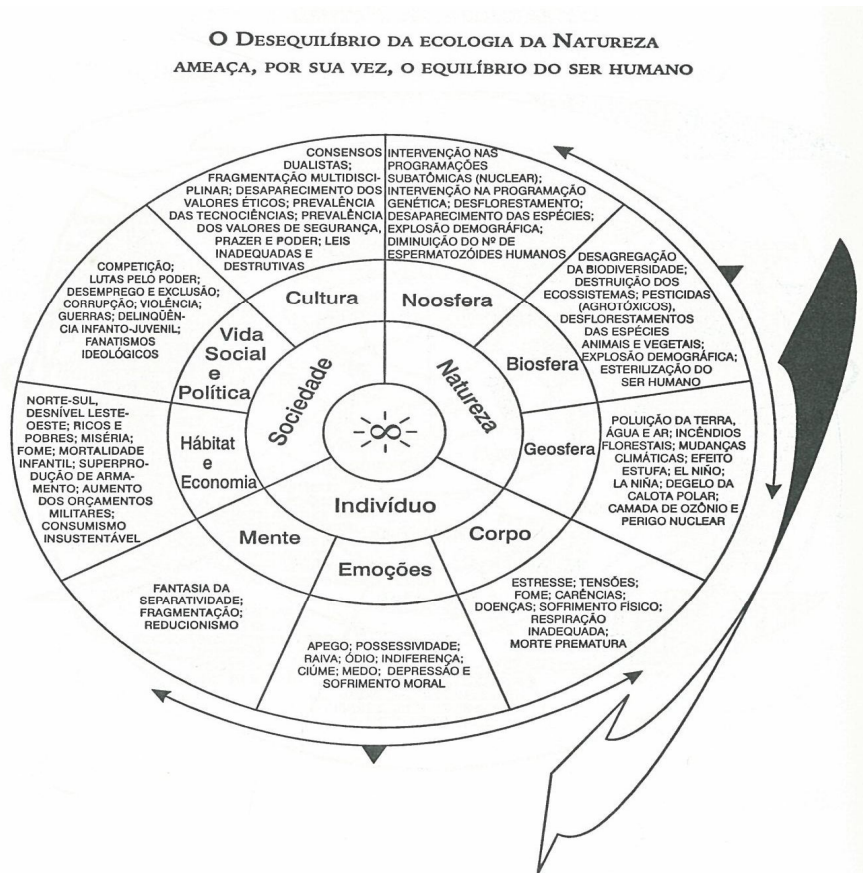 O DESEQUILÍBRIO DA ECOLOGIA DA NATUREZA
AMEAÇA, POR SUA VEZ, O EQUILÍBRIO DO SER HUMANO
CONSENSOS
DUALISTAS;
FRAGMENTAÇÃO MULTIDISCI-
PLINAR; DESAPARECIMENTO DOS
VALORES ÉTICOS; PREVALÊNCIA
DAS TECNOCIÊNCIAS; PREVALÊNCIA
DOS VALORES DE SEGURANÇA,
PRAZER E PODER; LEIS
INADEQUADAS E
DESTRUTIVAS
INTERVENÇÃO NAS
PROGRAMAÇÕES
SUBATÔMICAS (NUCLEAR);
INTERVENÇÃO NA PROGRAMAÇÃO
GENÉTICA; DESFLORESTAMENTO;
DESAPARECIMENTO DAS ESPÉCIES;
EXPLOSÃO DEMOGRÁFICA;
DIMINUIÇÃO DO Nº DE
ESPERMATOZÓIDES HUMANOS
DESAGREGAÇÃO
DA BIODIVERSIDADE;
DESTRUIÇÃO DOS
ECOSSISTEMAS; PESTICIDAS
(AGROTÓXICOS),
DESFLORESTAMENTOS
DAS ESPÉCIES
ANIMAIS E VEGETAIS;
EXPLOSÃO DEMOGRÁFICA;
ESTERILIZAÇÃO DO
SER HUMANO
COMPETIÇÃO;
LUTAS PELO PODER;
DESEMPREGO E EXCLUSÃO;
CORRUPÇÃO; VIOLÊNCIA;
GUERRAS; DELINQÜÊN-
CIA INFANTO-JUVENIL;
FANATISMOS
IDEOLÓGICOS
Cultura
Noosfera
Vida
Social
e
Política
Biosfera
Sociedade
Natureza
∞
NORTE-SUL,
DESNÍVEL LESTE-
OESTE; RICOS E
POBRES; MISÉRIA;
FOME; MORTALIDADE
INFANTIL; SUPERPRO-
DUÇÃO DE ARMA-
MENTO; AUMENTO
DOS ORÇAMENTOS
MILITARES;
CONSUMISMO
INSUSTENTÁVEL
Hábitat
e
Economia
Geosfera
POLUIÇÃO DA TERRA,
ÁGUA E AR; INCÊNDIOS
FLORESTAIS; MUDANÇAS
CLIMÁTICAS; EFEITO
ESTUFA; EL NIÑO;
LA NIÑA; DEGELO DA
CALOTA POLAR;
CAMADA DE OZÔNIO E
PERIGO NUCLEAR
Indivíduo
Mente
Corpo
Emoções
FANTASIA DA
SEPARATIVIDADE;
FRAGMENTAÇÃO;
REDUCIONISMO
APEGO; POSSESSIVIDADE;
RAIVA; ÓDIO; INDIFERENÇA;
CIÚME; MEDO; DEPRESSÃO E
SOFRIMENTO MORAL
ESTRESSE; TENSÕES;
FOME; CARÊNCIAS;
DOENÇAS; SOFRIMENTO FÍSICO;
RESPIRAÇÃO
INADEQUADA;
MORTE PREMATURA